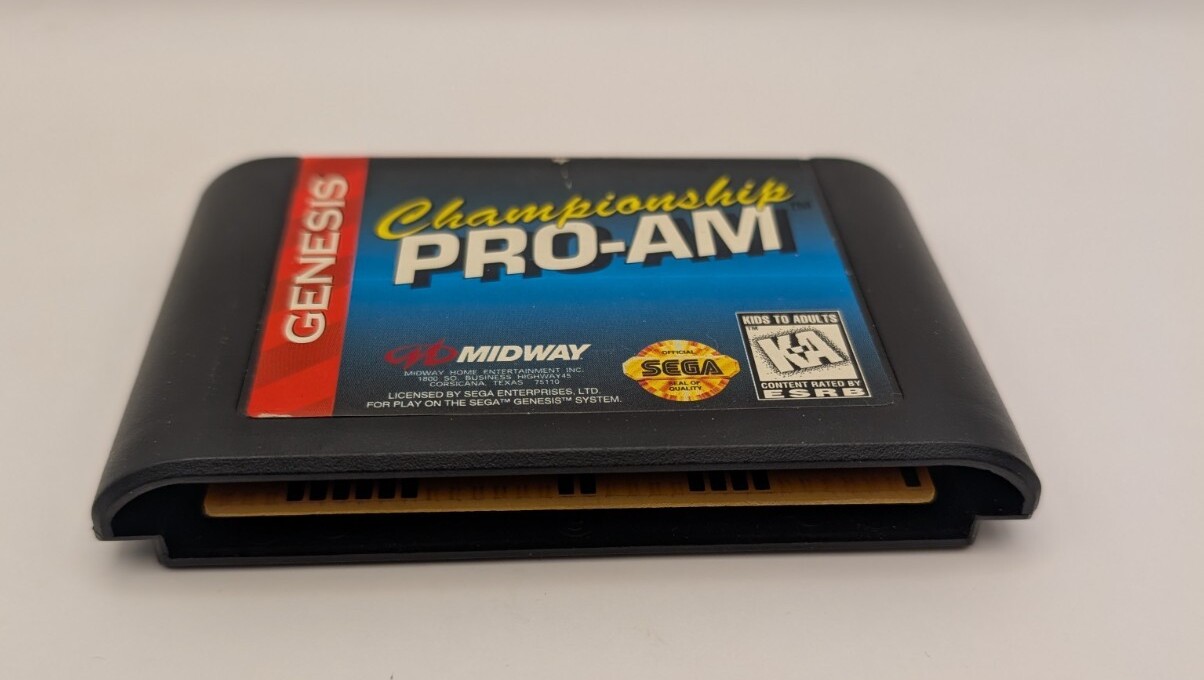 GENESIS
Championship™
PRO-AM
MIDWAY
MIDWAY HOME ENTERTAINMENT INC.
1800 SO. BUSINESS HIGHWAY45
CORSICANA, TEXAS 75110
LICENSED BY SEGA ENTERPRISES, LTD.
FOR PLAY ON THE SEGA™ GENESIS™ SYSTEM.
OFFICIAL
SEGA
SEAL OF
QUALITY
KIDS TO ADULTS
™
K-A
CONTENT RATED BY
ESRB